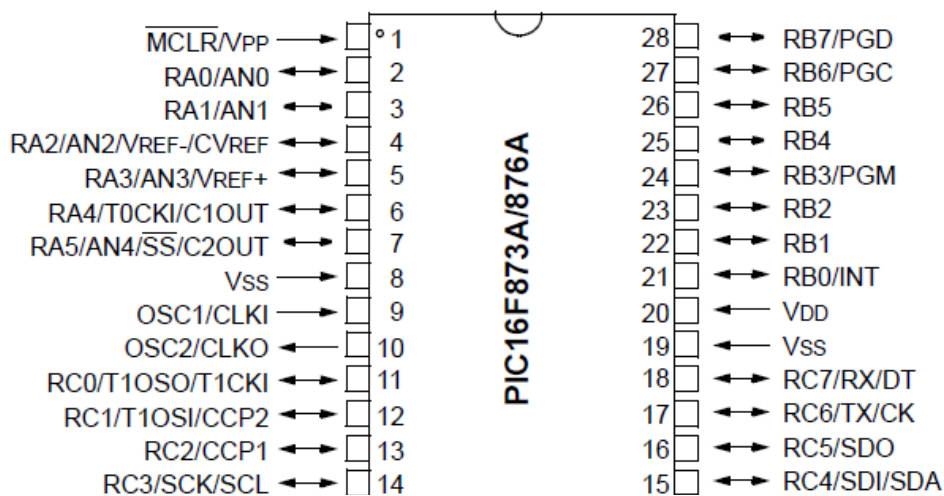 MCLR/VPP 1
RA0/AN0 2
RA1/AN1 3
RA2/AN2/VREF-/CVREF 4
RA3/AN3/VREF+ 5
RA4/T0CKI/C1OUT 6
RA5/AN4/SS/C2OUT 7
VSS 8
OSC1/CLKI 9
OSC2/CLKO 10
RC0/T1OSO/T1CKI 11
RC1/T1OSI/CCP2 12
RC2/CCP1 13
RC3/SCK/SCL 14
PIC16F873A/876A
28 RB7/PGD
27 RB6/PGC
26 RB5
25 RB4
24 RB3/PGM
23 RB2
22 RB1
21 RB0/INT
20 VDD
19 VSS
18 RC7/RX/DT
17 RC6/TX/CK
16 RC5/SDO
15 RC4/SDI/SDA